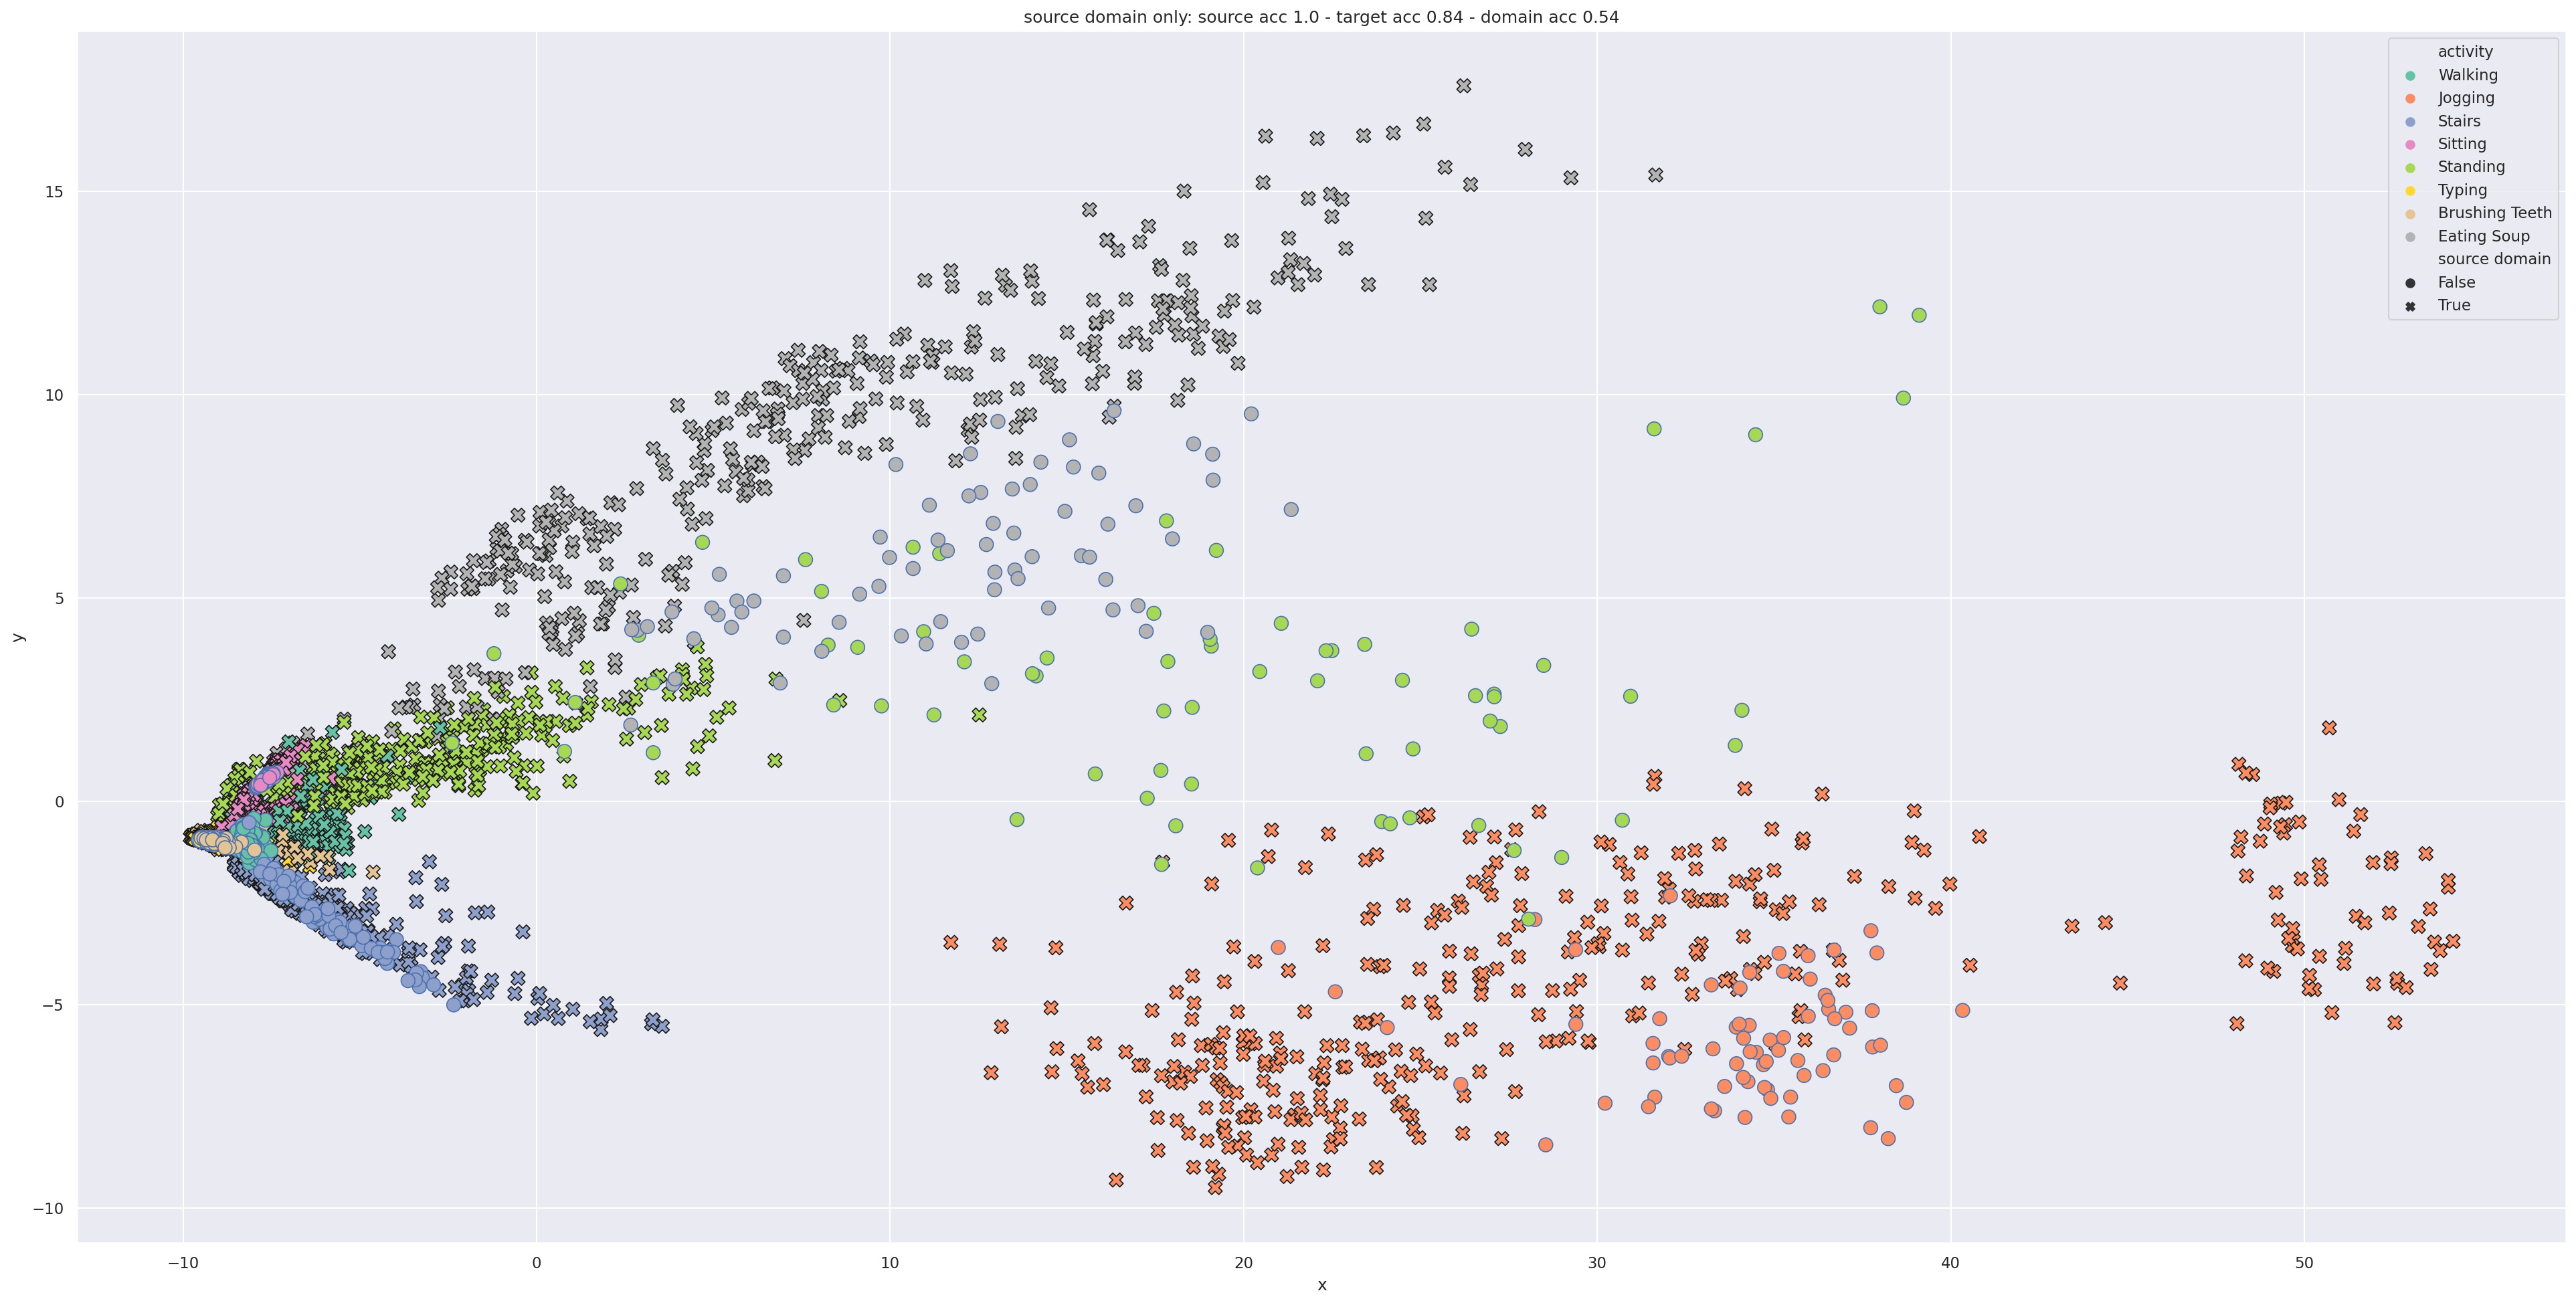 source domain only: source acc 1.0 - target acc 0.84 - domain acc 0.54
activity
Walking
Jogging
Stairs
Sitting
Standing
Typing
Brushing Teeth
Eating Soup
source domain
False
True
15
10
5
0
−5
−10
y
−10 0 10 20 30 40 50
x